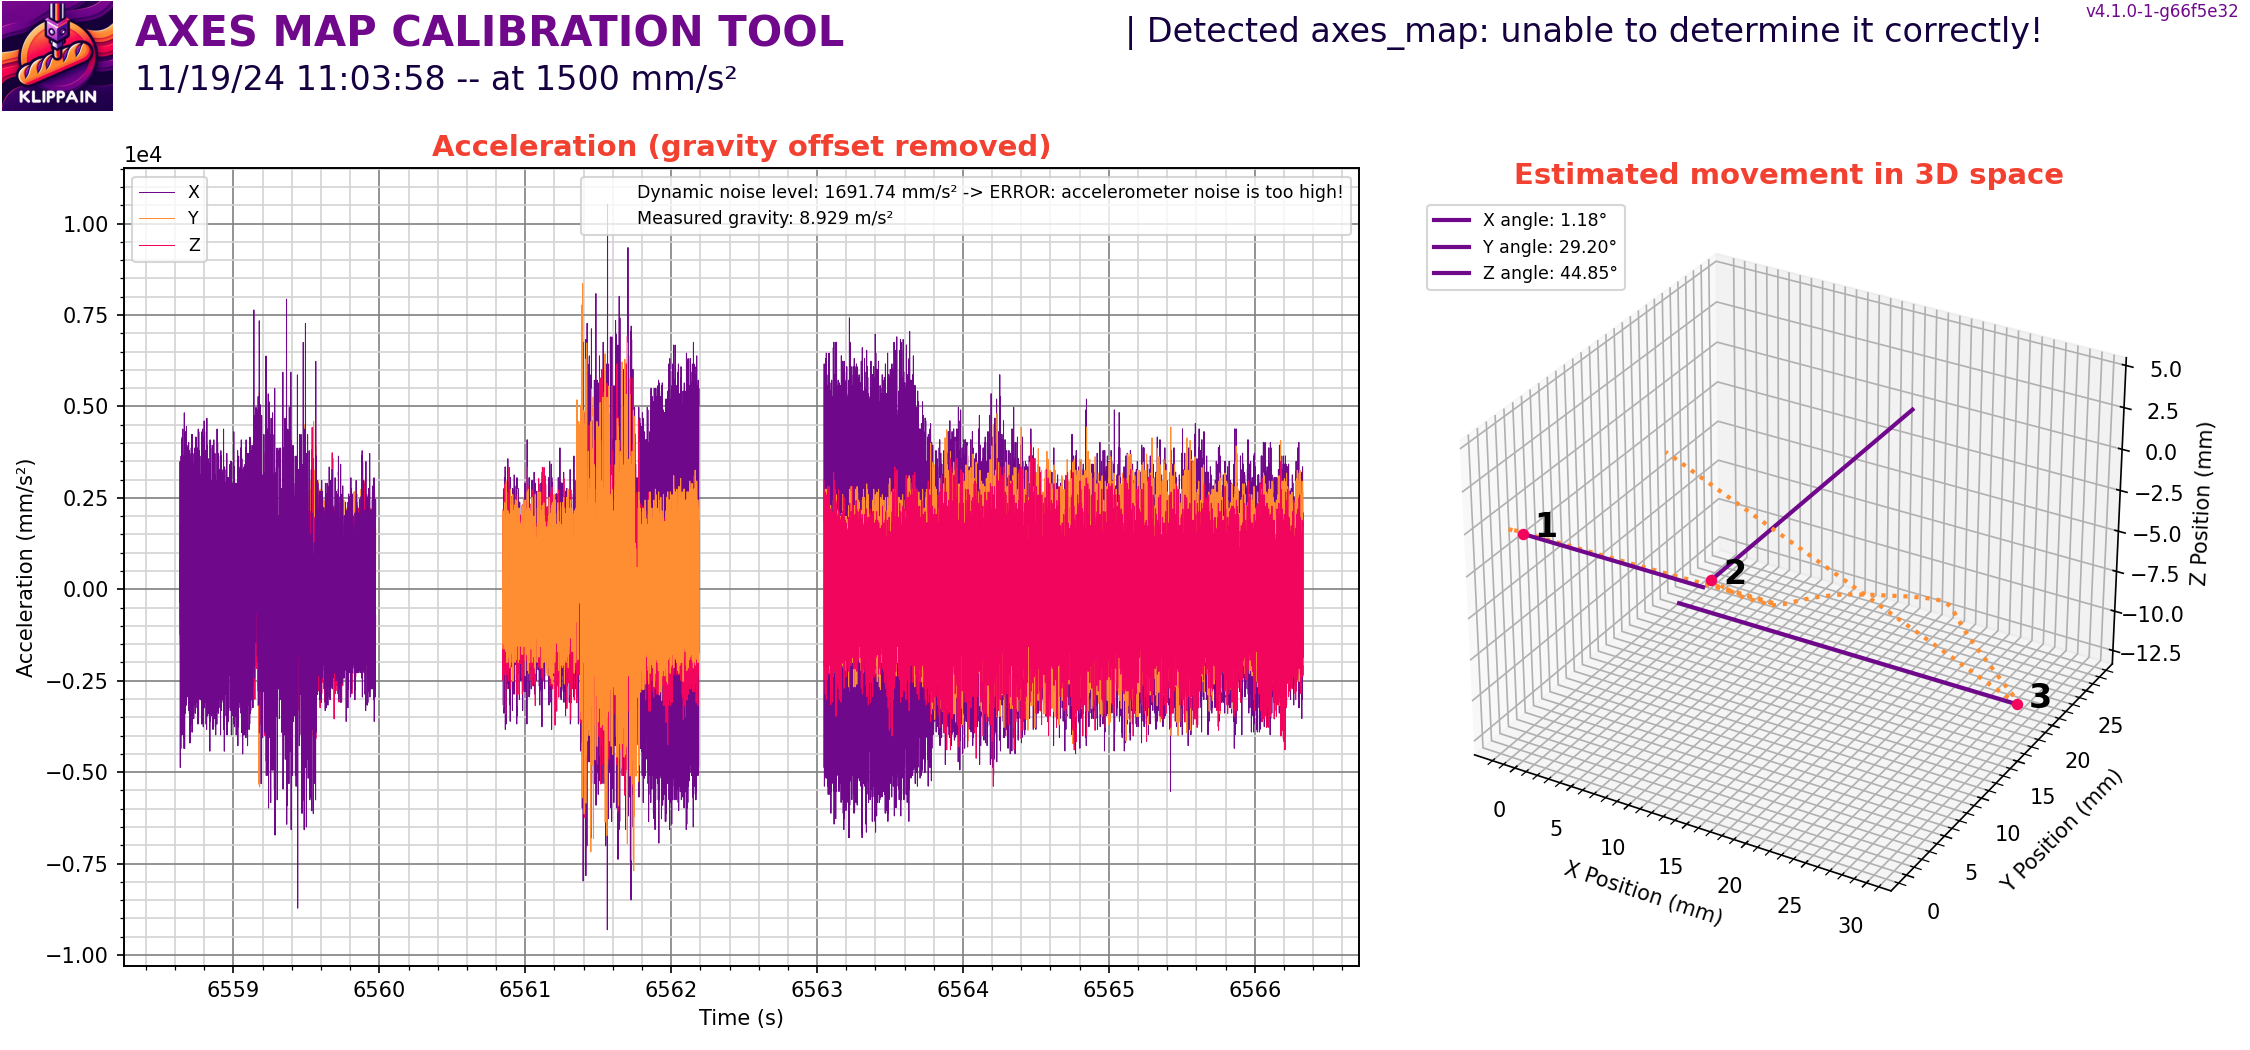 KLIPPAIN
AXES MAP CALIBRATION TOOL
11/19/24 11:03:58 -- at 1500 mm/s²
| Detected axes_map: unable to determine it correctly!
v4.1.0-1-g66f5e32
Acceleration (gravity offset removed)
1e4
X
Y
Z
Dynamic noise level: 1691.74 mm/s² -> ERROR: accelerometer noise is too high!
Measured gravity: 8.929 m/s²
Acceleration (mm/s²)
1.00
0.75
0.50
0.25
0.00
−0.25
−0.50
−0.75
−1.00
6559
6560
6561
6562
6563
6564
6565
6566
Time (s)
Estimated movement in 3D space
X angle: 1.18°
Y angle: 29.20°
Z angle: 44.85°
1
2
3
5.0
2.5
0.0
−2.5
−5.0
−7.5
−10.0
−12.5
Z Position (mm)
0
5
10
15
20
25
30
X Position (mm)
0
5
10
15
20
25
Y Position (mm)